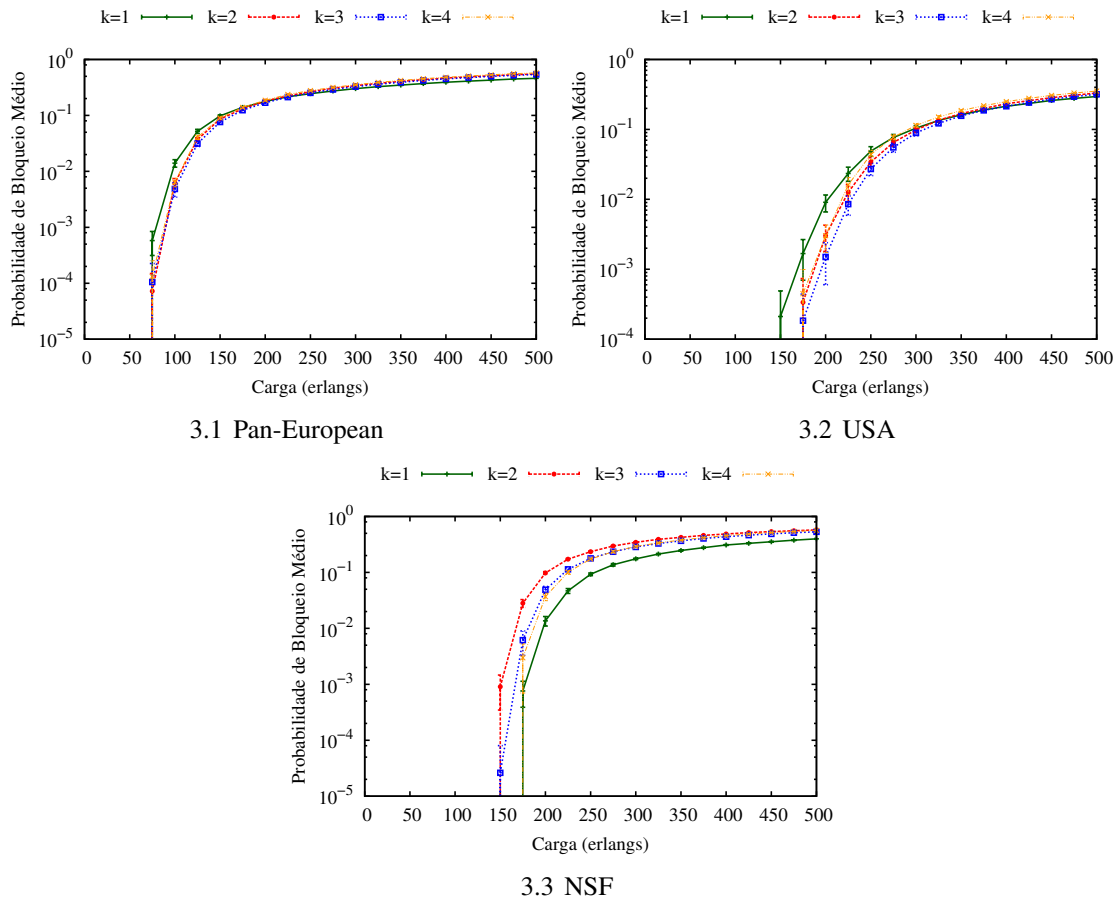 k=1 k=2 k=3 k=4
Probabilidade de Bloqueio Médio
10^0
10^-1
10^-2
10^-3
10^-4
10^-5
0 50 100 150 200 250 300 350 400 450 500
Carga (erlangs)
3.1 Pan-European
k=1 k=2 k=3 k=4
Probabilidade de Bloqueio Médio
10^0
10^-1
10^-2
10^-3
10^-4
0 50 100 150 200 250 300 350 400 450 500
Carga (erlangs)
3.2 USA
k=1 k=2 k=3 k=4
Probabilidade de Bloqueio Médio
10^0
10^-1
10^-2
10^-3
10^-4
10^-5
0 50 100 150 200 250 300 350 400 450 500
Carga (erlangs)
3.3 NSF